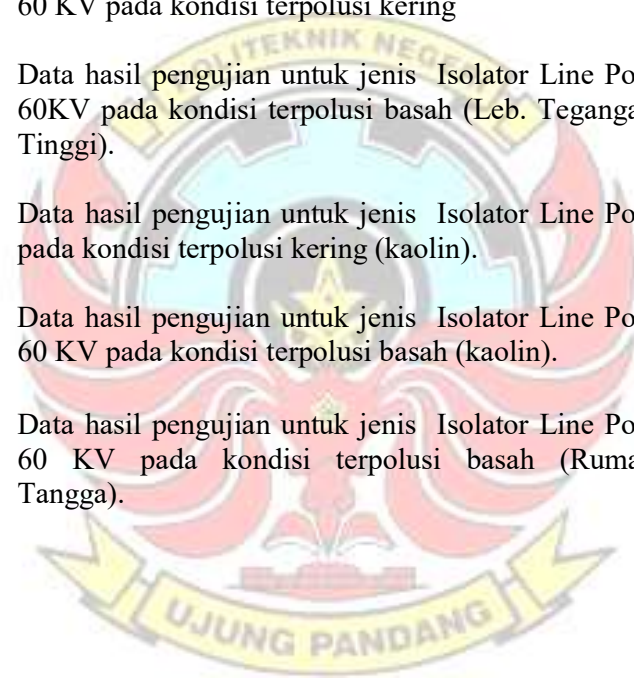 60 KV pada kondisi terpolusi kering
Data hasil pengujian untuk jenis Isolator Line Po
60KV pada kondisi terpolusi basah (Leb. Teganga
Tinggi).
Data hasil pengujian untuk jenis Isolator Line Po
pada kondisi terpolusi kering (kaolin).
Data hasil pengujian untuk jenis Isolator Line Po
60 KV pada kondisi terpolusi basah (kaolin).
Data hasil pengujian untuk jenis Isolator Line Po
60 KV pada kondisi terpolusi basah (Ruma
Tangga).
POLITEKNIK NEGERI
UJUNG PANDANG